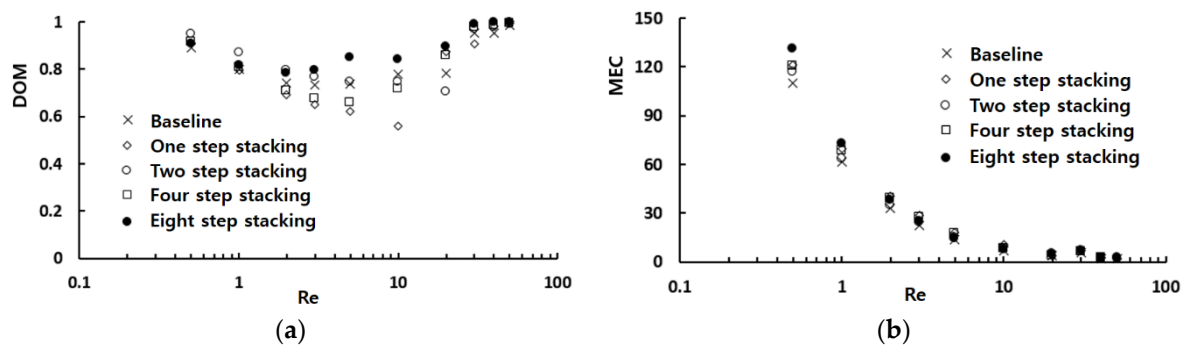 1
0.8
0.6
0.4
0.2
0
DOM
Baseline
One step stacking
Two step stacking
Four step stacking
Eight step stacking
0.1
1
10
100
Re
(a)
150
120
90
60
30
0
MEC
Baseline
One step stacking
Two step stacking
Four step stacking
Eight step stacking
0.1
1
10
100
Re
(b)